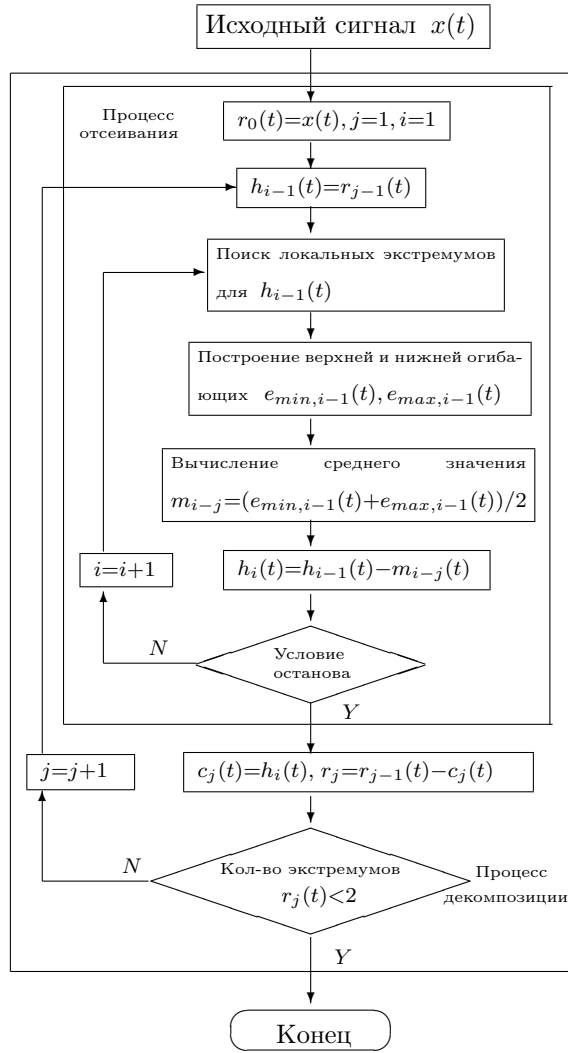 Исходный сигнал x(t)
Процесс
отсеивания
r_0(t)=x(t), j=1, i=1
h_{i-1}(t)=r_{j-1}(t)
Поиск локальных экстремумов
для h_{i-1}(t)
Построение верхней и нижней огиба-
ющих e_{min,i-1}(t), e_{max,i-1}(t)
Вычисление среднего значения
m_{i-j}=(e_{min,i-1}(t)+e_{max,i-1}(t))/2
i=i+1
h_i(t)=h_{i-1}(t)-m_{i-j}(t)
N
Условие
останова
Y
j=j+1
c_j(t)=h_i(t), r_j=r_{j-1}(t)-c_j(t)
N
Кол-во экстремумов
r_j(t)<2
Процесс
декомпозиции
Y
Конец